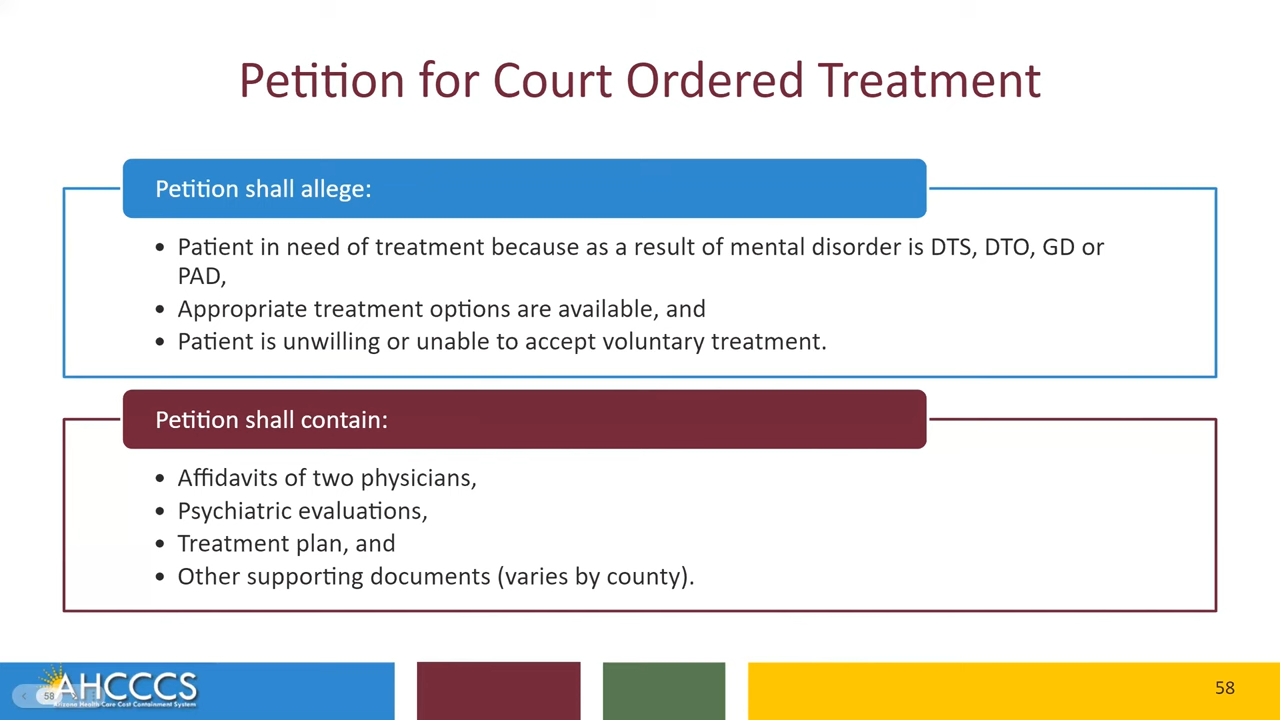 Petition for Court Ordered Treatment
Petition shall allege:
• Patient in need of treatment because as a result of mental disorder is DTS, DTO, GD or
PAD,
• Appropriate treatment options are available, and
• Patient is unwilling or unable to accept voluntary treatment.
Petition shall contain:
• Affidavits of two physicians,
• Psychiatric evaluations,
• Treatment plan, and
• Other supporting documents (varies by county).
AHCCCS
Arizona Health Care Cost Containment System
58
58